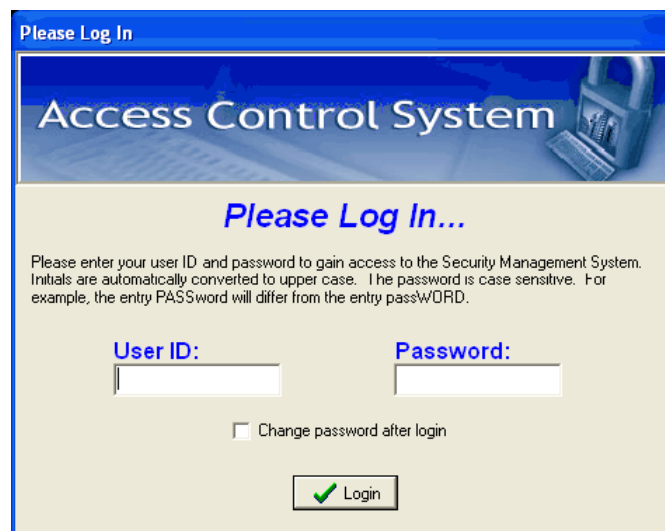 Please Log In
Access Control System
Please Log In...
Please enter your user ID and password to gain access to the Security Management System.
Initials are automatically converted to upper case.  The password is case sensitive.  For
example, the entry PASSword will differ from the entry passWORD.
User ID: Password:
Change password after login
Login